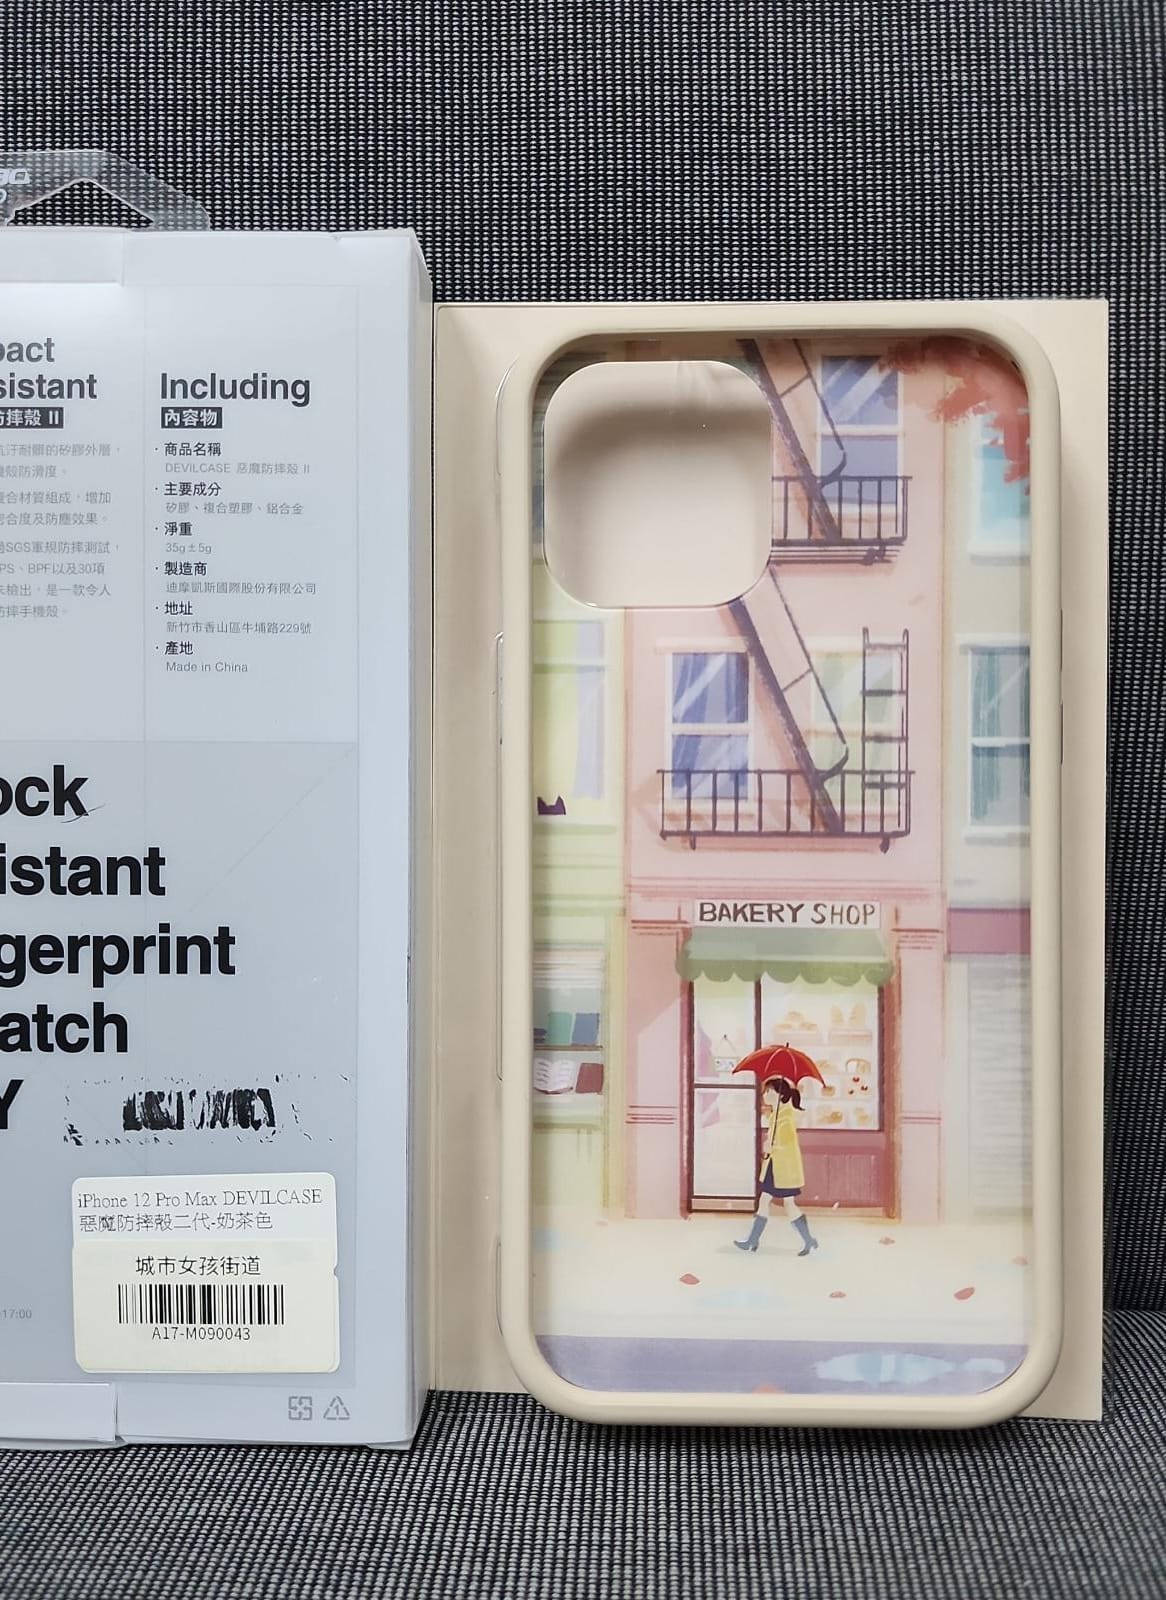 Including
內容物
· 商品名稱
DEVILCASE 惡魔防摔殼 II
· 主要成分
矽膠、複合塑膠、鋁合金
· 淨重
35g ± 5g
· 製造商
迪摩凱斯國際股份有限公司
· 地址
新竹市香山區牛埔路229號
· 產地
Made in China
pact
sistant
防摔殼 II
抗汙耐髒的矽膠外層，
機殼防滑度。
複合材質組成，增加
密合度及防塵效果。
過SGS軍規防摔測試，
PS、BPF以及30項
未檢出，是一款令人
防摔手機殼。
ock
istant
gerprint
atch
Y
iPhone 12 Pro Max DEVILCASE
惡魔防摔殼二代-奶茶色
城市女孩街道
A17-M090043
17:00
1
BAKERY SHOP